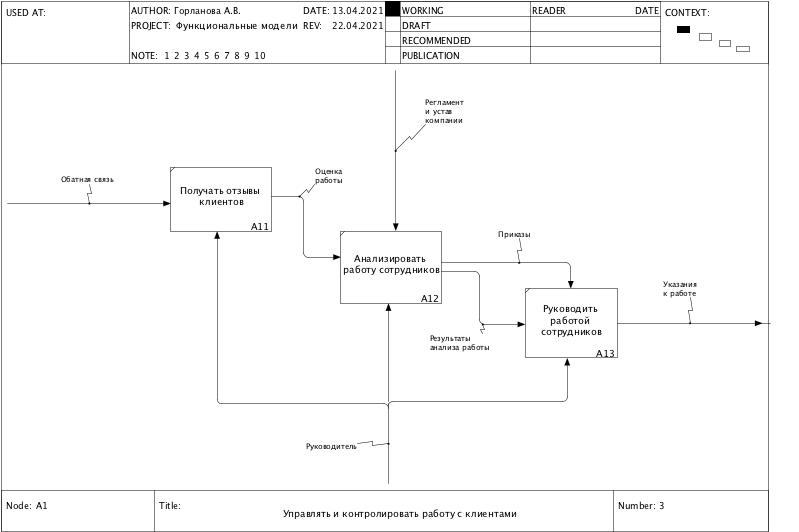 USED AT:
AUTHOR: Горланова А.В.
DATE: 13.04.2021
PROJECT: Функциональные модели
REV: 22.04.2021
NOTE: 1 2 3 4 5 6 7 8 9 10
WORKING
DRAFT
RECOMMENDED
PUBLICATION
READER
DATE
CONTEXT:
Регламент
и устав
компании
Обатная связь
Получать отзывы
клиентов
A11
Оценка
работы
Анализировать
работу сотрудников
A12
Приказы
Результаты
анализа работы
Руководить
работой
сотрудников
A13
Указания
к работе
Руководитель
Node: A1
Title:
Управлять и контролировать работу с клиентами
Number: 3